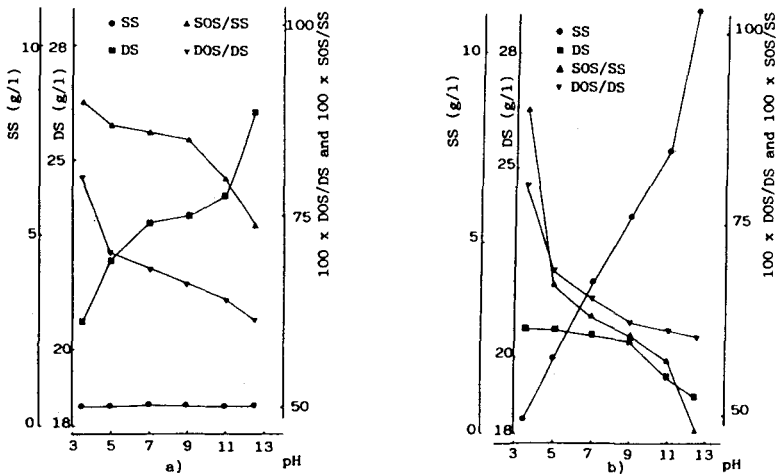 SS
SOS/SS
DS
DOS/DS
SS (g/l)
DS (g/l)
100 x DOS/DS and 100 x SOS/SS
10
5
0
28
25
20
18
100
75
50
3 5 7 9 11 13
pH
a)
SS
DS
SOS/SS
DOS/DS
SS (g/l)
DS (g/l)
100 x DOS/DS and 100 x SOS/SS
10
5
0
28
25
20
18
100
75
50
3 5 7 9 11 13
pH
b)